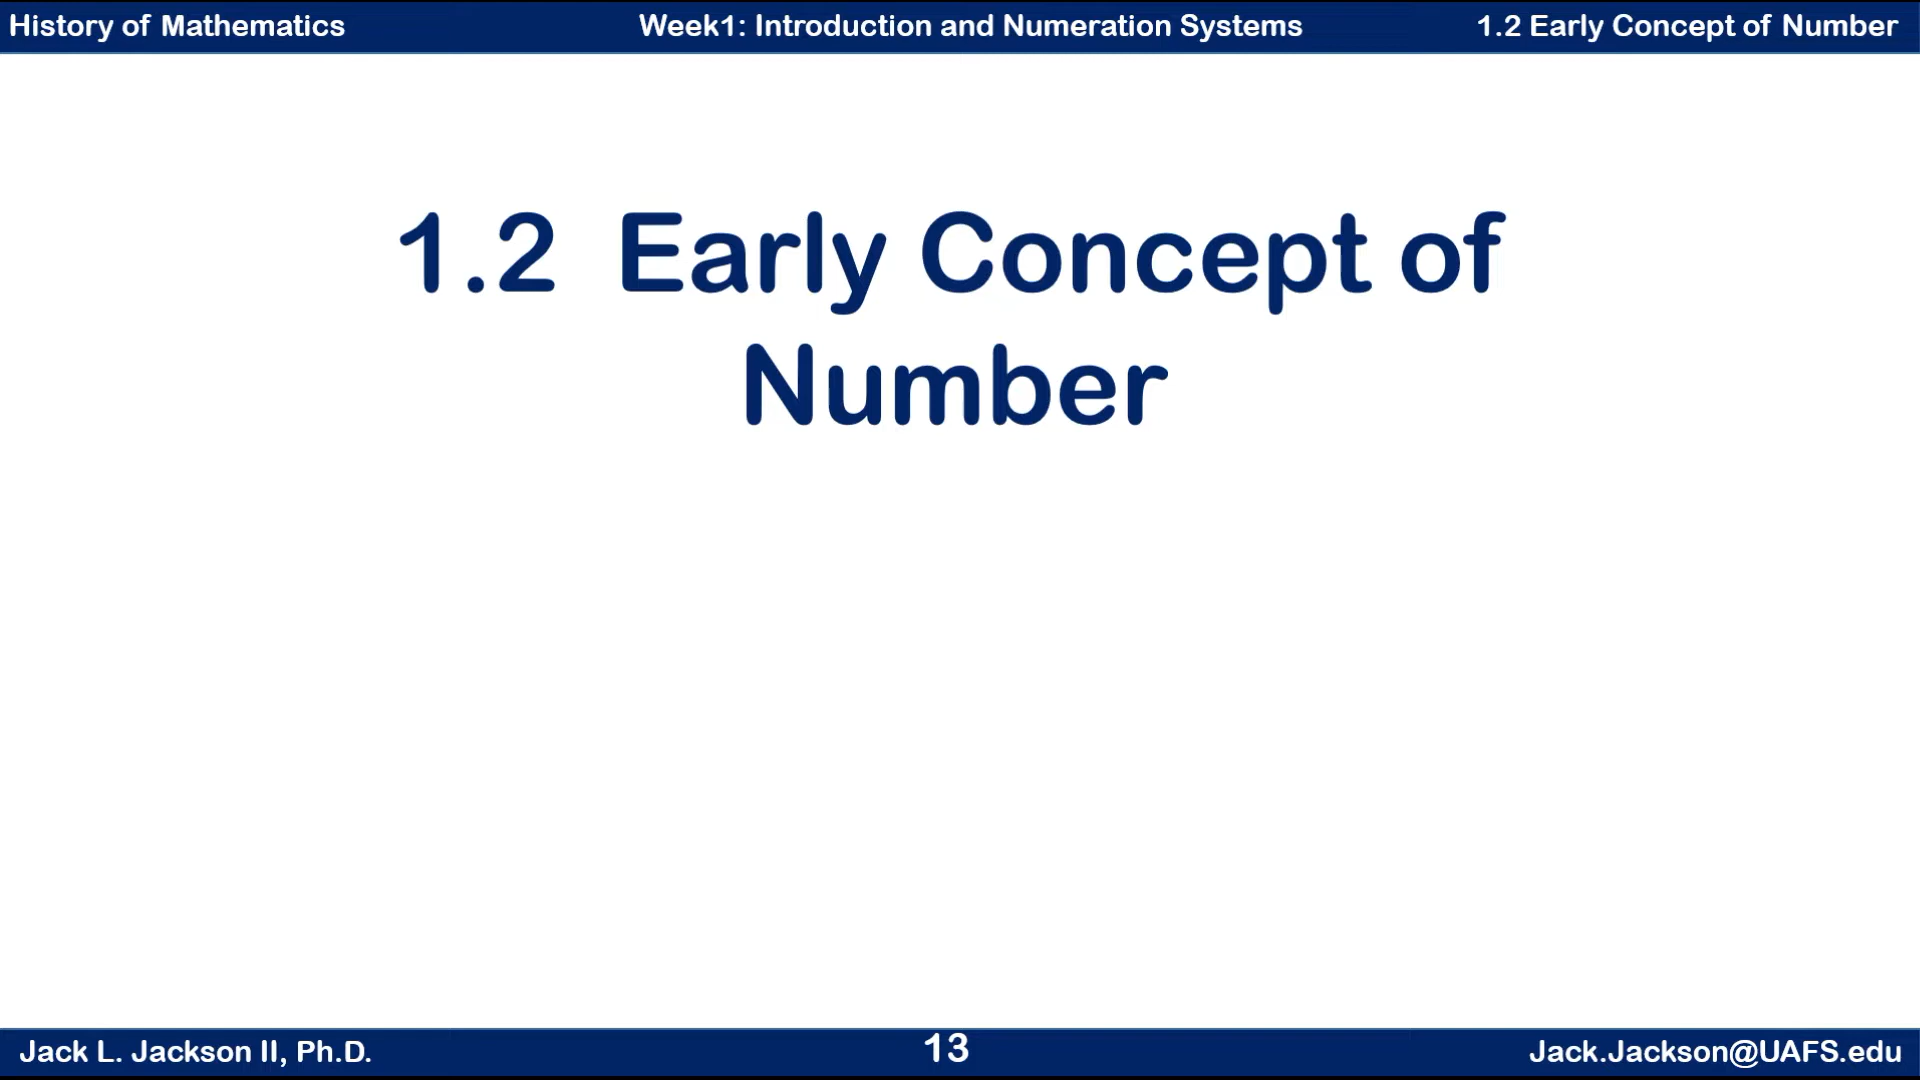 History of Mathematics
Week1: Introduction and Numeration Systems
1.2 Early Concept of Number
1.2 Early Concept of
Number
Jack L. Jackson II, Ph.D.
13
Jack.Jackson@UAFS.edu